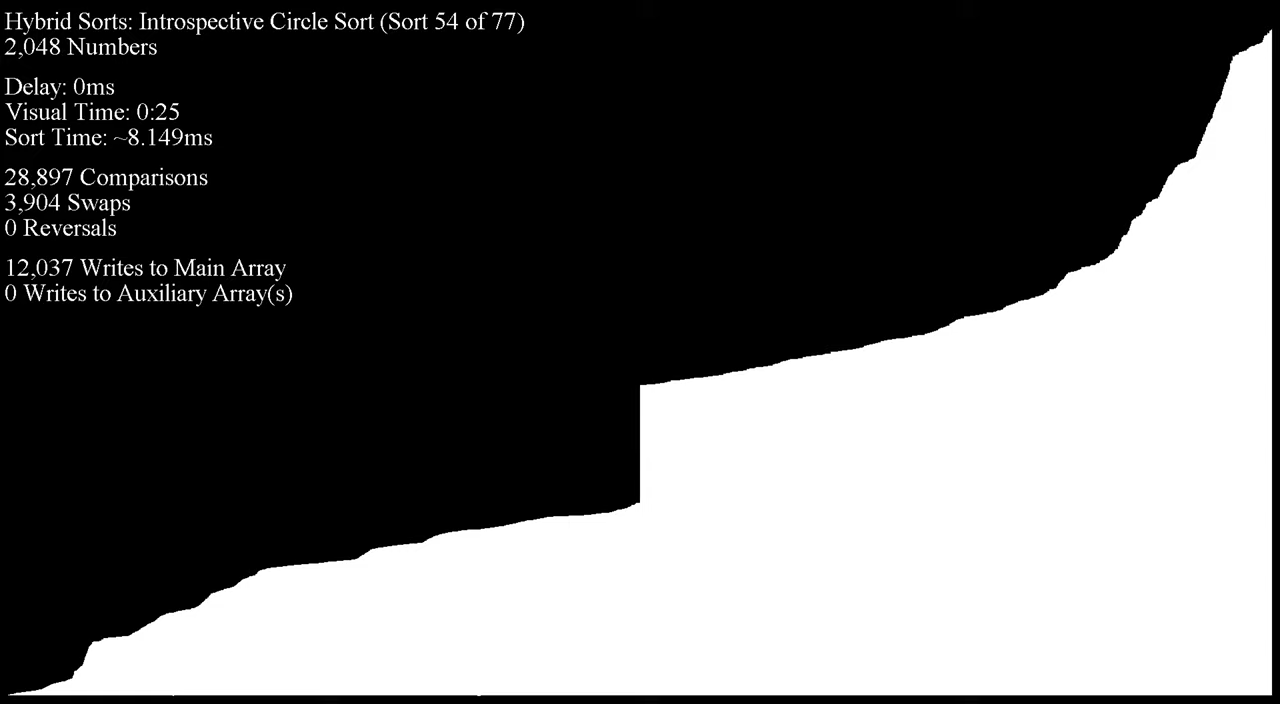 Hybrid Sorts: Introspective Circle Sort (Sort 54 of 77)
2,048 Numbers
Delay: 0ms
Visual Time: 0:25
Sort Time: ~8.149ms
28,897 Comparisons
3,904 Swaps
0 Reversals
12,037 Writes to Main Array
0 Writes to Auxiliary Array(s)